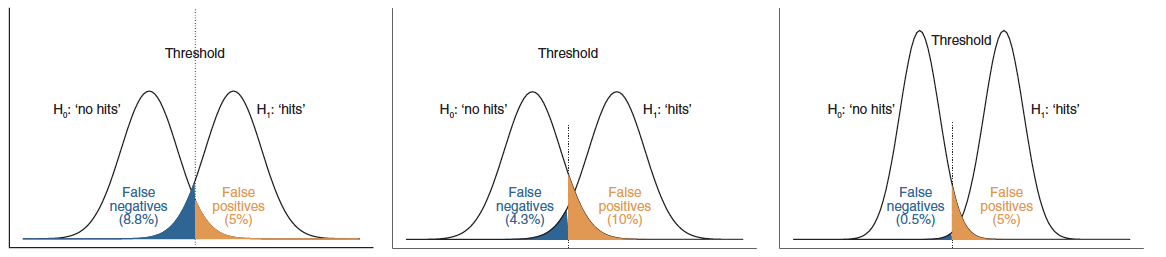 Threshold
H₀: ‘no hits’
H₁: ‘hits’
False
negatives
(8.8%)
False
positives
(5%)
Threshold
H₀: ‘no hits’
H₁: ‘hits’
False
negatives
(4.3%)
False
positives
(10%)
Threshold
H₀: ‘no hits’
H₁: ‘hits’
False
negatives
(0.5%)
False
positives
(5%)